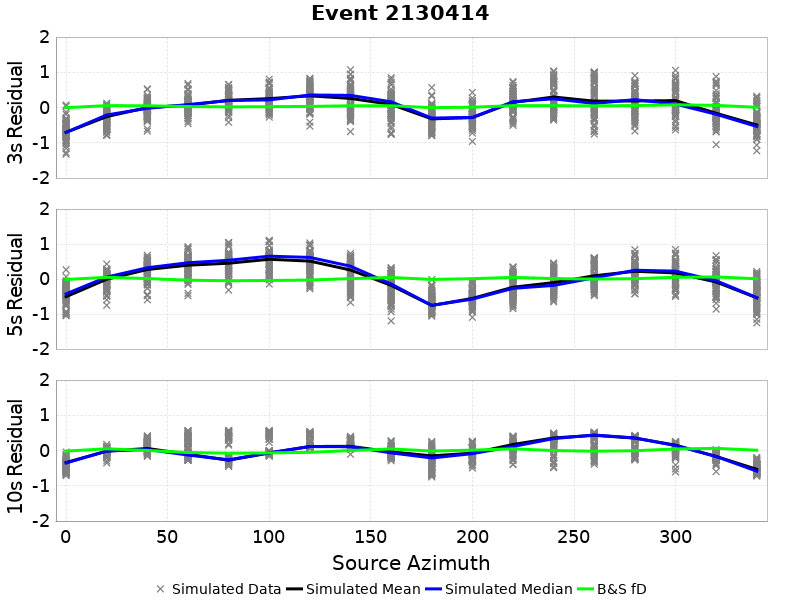 Event 2130414
3s Residual
2
1
0
-1
-2
5s Residual
2
1
0
-1
-2
10s Residual
2
1
0
-1
-2
0 50 100 150 200 250 300
Source Azimuth
Simulated Data Simulated Mean Simulated Median B&S fD